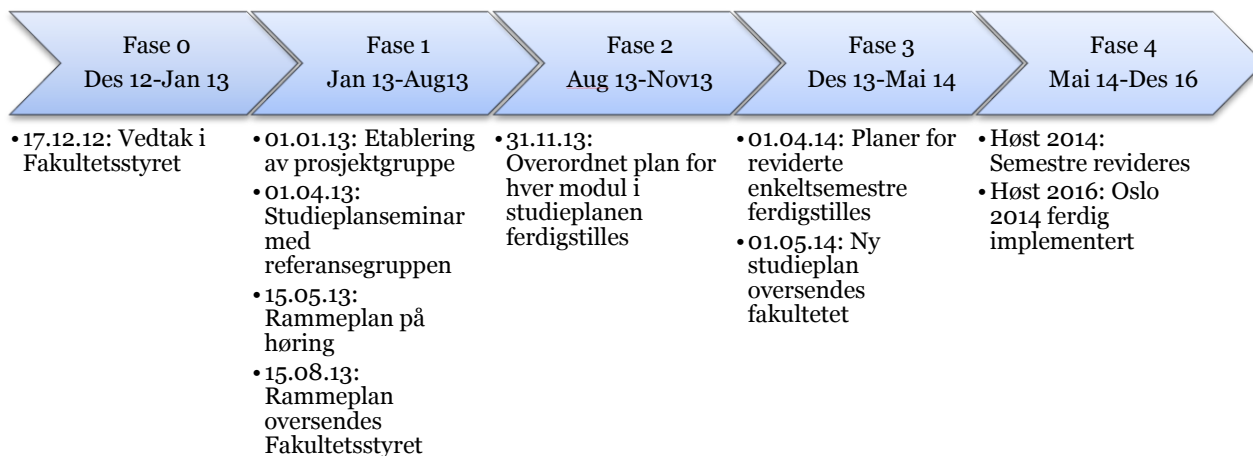 Fase 0
Des 12-Jan 13
Fase 1
Jan 13-Aug13
Fase 2
Aug 13-Nov13
Fase 3
Des 13-Mai 14
Fase 4
Mai 14-Des 16
•17.12.12: Vedtak i
Fakultetsstyret
•01.01.13: Etablering
av prosjektgruppe
•01.04.13:
Studieplanseminar
med
referansegruppen
•15.05.13:
Rammeplan på
høring
•15.08.13:
Rammeplan
oversendes
Fakultetsstyret
•31.11.13:
Overordnet plan for
hver modul i
studieplanen
ferdigstilles
•01.04.14: Planer for
reviderte
enkeltsemestre
ferdigstilles
•01.05.14: Ny
studieplan
oversendes
fakultetet
•Høst 2014:
Semestre revideres
•Høst 2016: Oslo
2014 ferdig
implementert